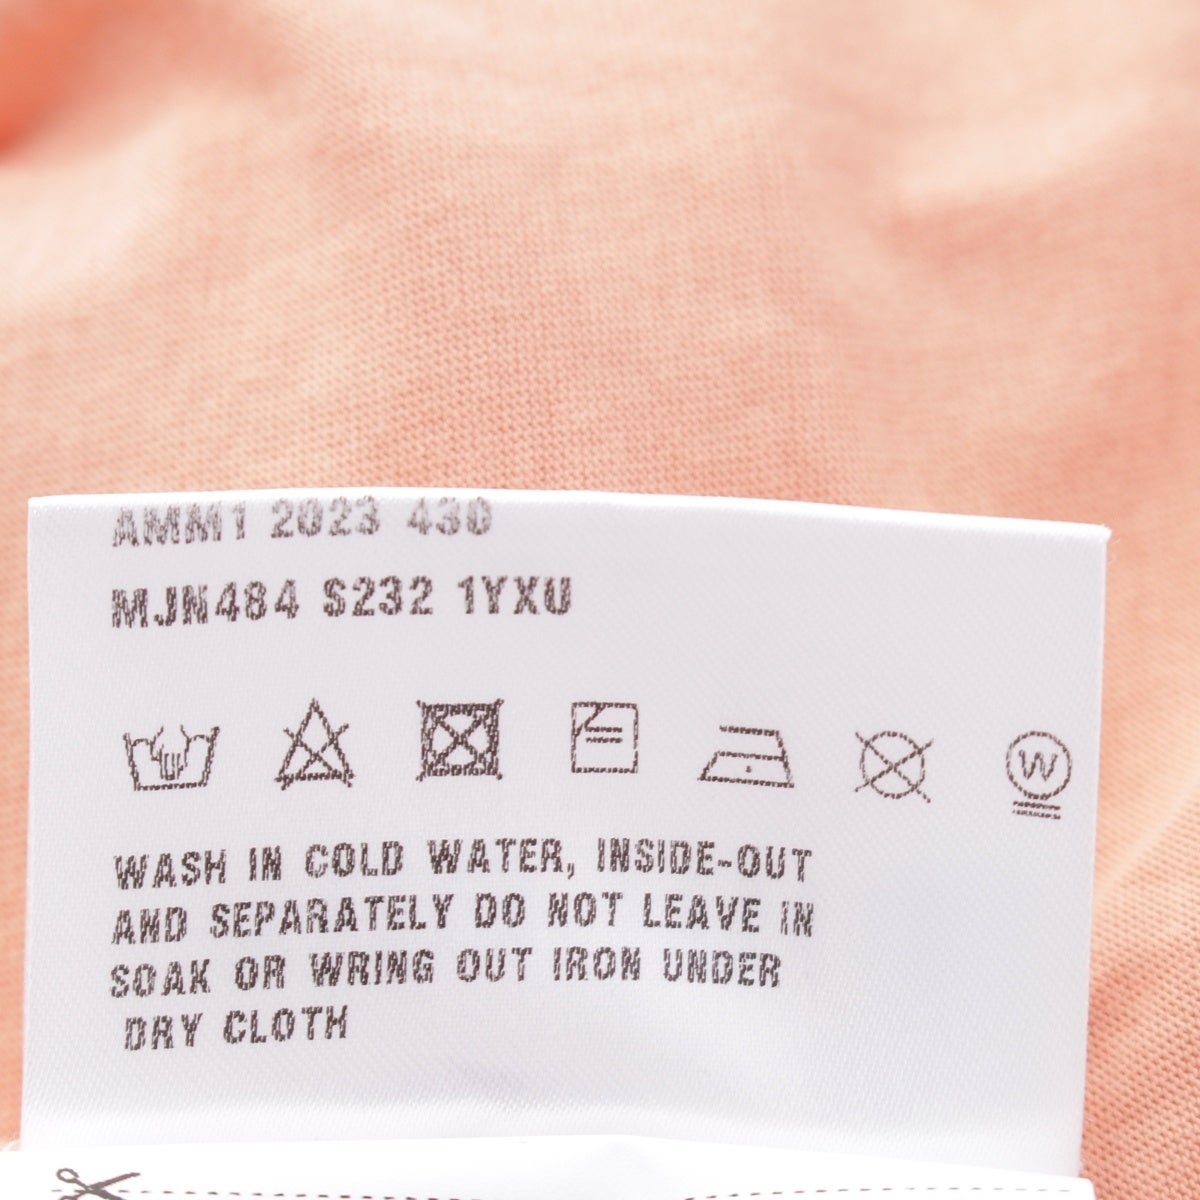 AMM1 2023 430
MJN484 S232 1YXU
W
WASH IN COLD WATER, INSIDE-OUT
AND SEPARATELY DO NOT LEAVE IN
SOAK OR WRING OUT IRON UNDER
DRY CLOTH